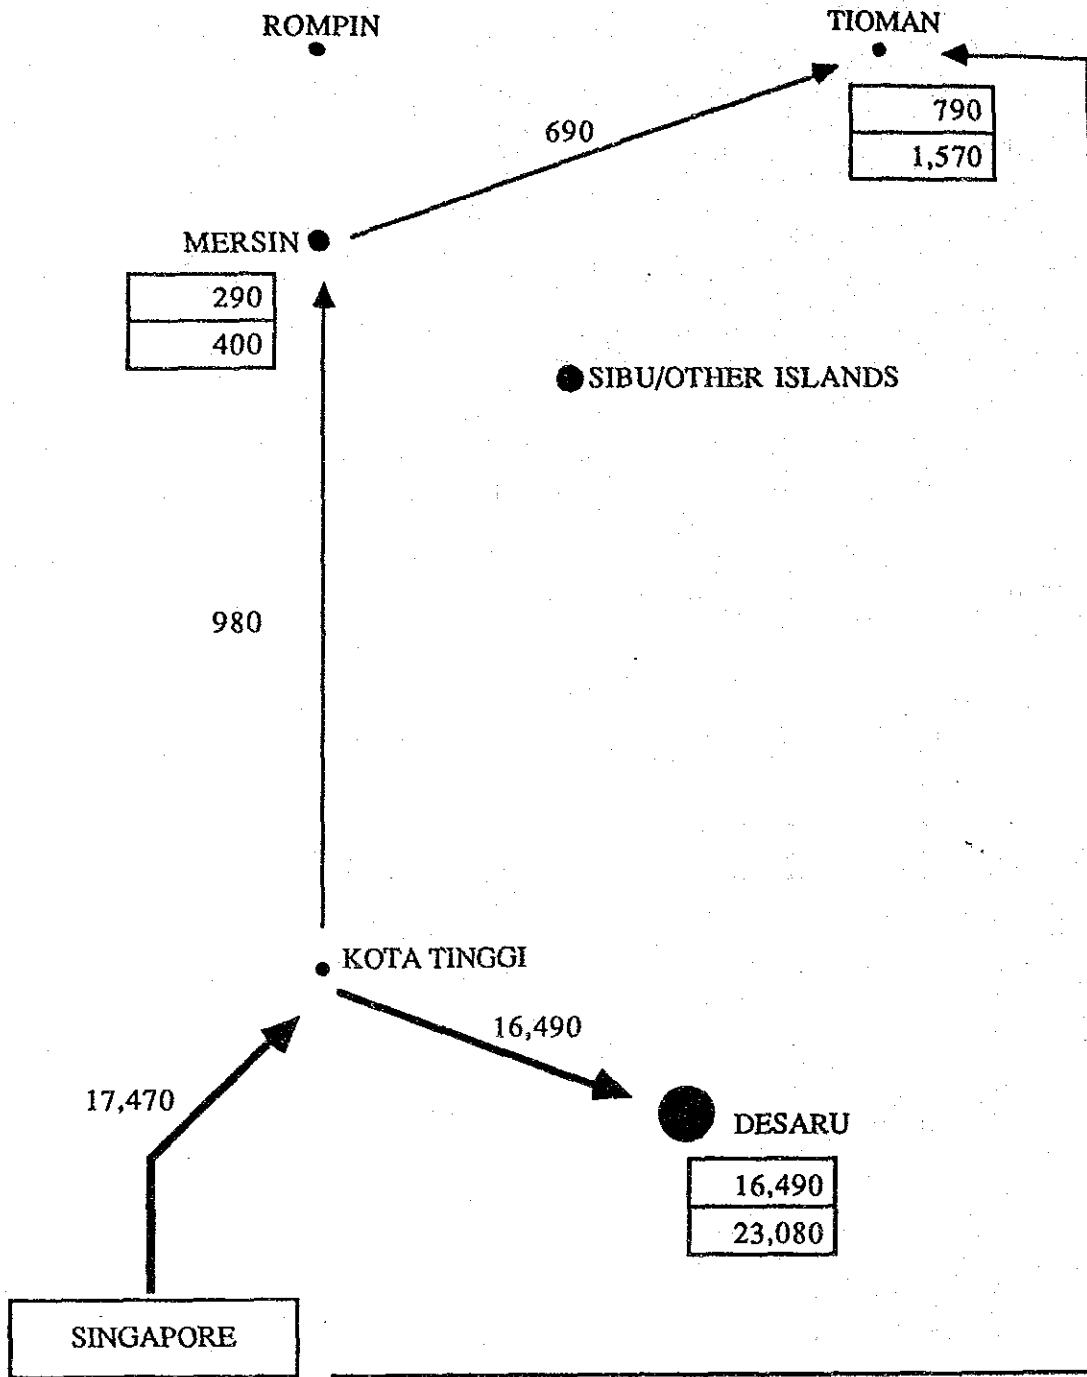 ROMPIN
TIOMAN
790
1,570
690
MERSIN
290
400
SIBU/OTHER ISLANDS
980
KOTA TINGGI
16,490
17,470
DESARU
16,490
23,080
SINGAPORE